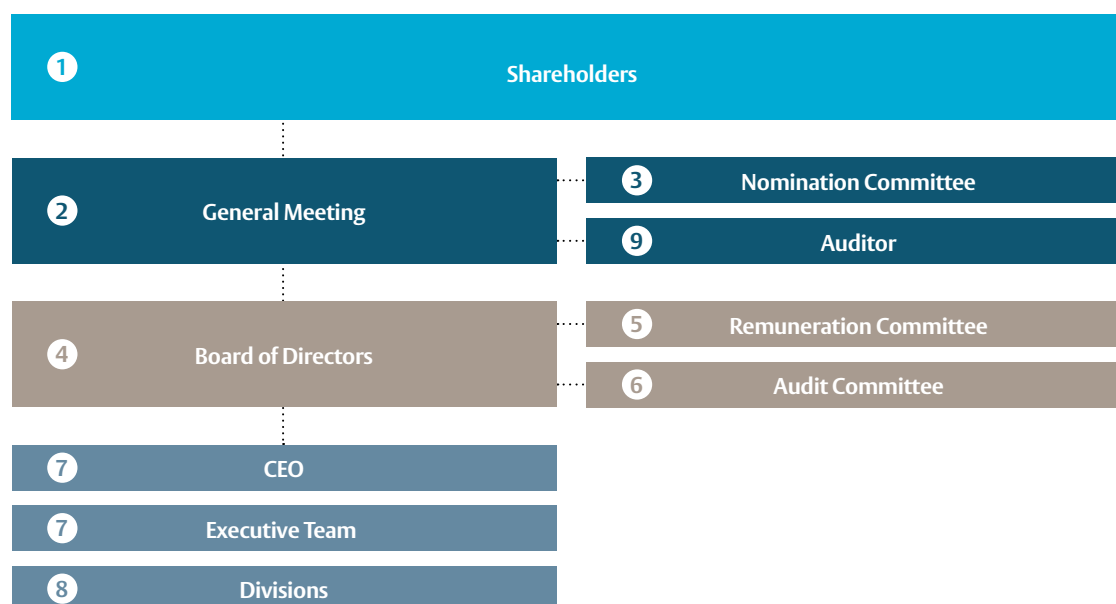 1 Shareholders
2 General Meeting
3 Nomination Committee
9 Auditor
4 Board of Directors
5 Remuneration Committee
6 Audit Committee
7 CEO
7 Executive Team
8 Divisions